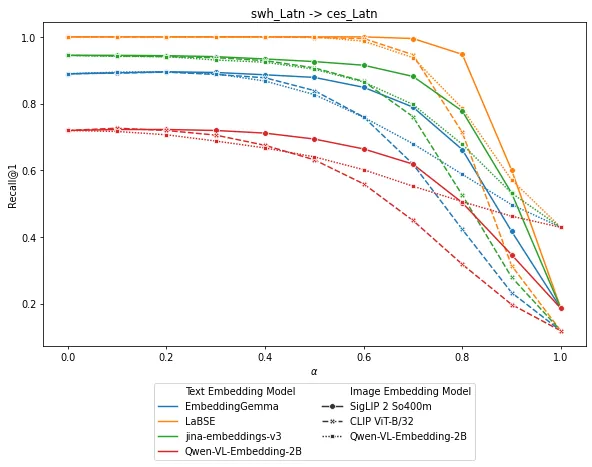 swh_Latn -> ces_Latn
1.0
0.8
0.6
0.4
0.2
Recall@1
0.0 0.2 0.4 0.6 0.8 1.0
α
Text Embedding Model Image Embedding Model
EmbeddingGemma SigLIP 2 So400m
LaBSE CLIP ViT-B/32
jina-embeddings-v3 Qwen-VL-Embedding-2B
Qwen-VL-Embedding-2B